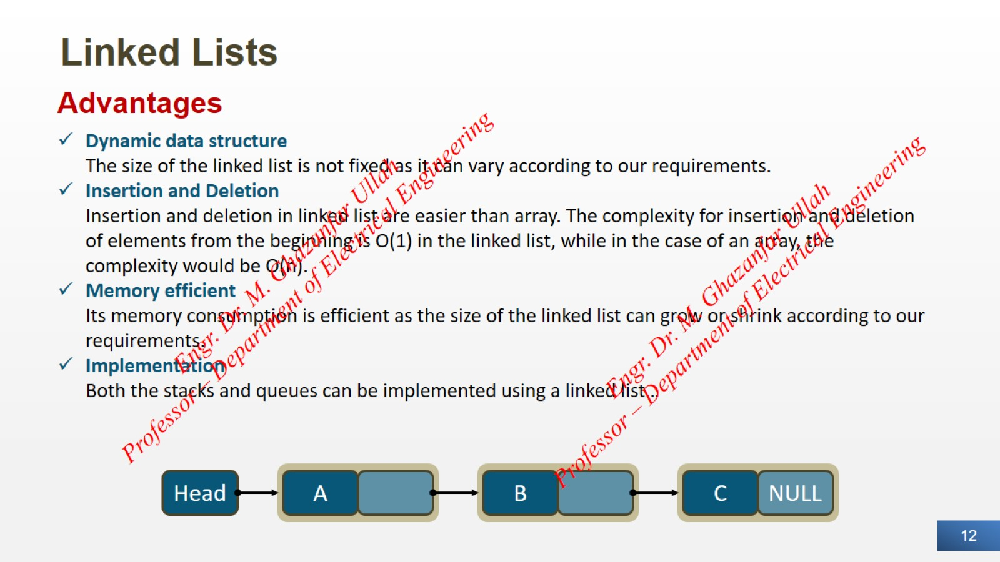 Linked Lists
Advantages
✓ Dynamic data structure
The size of the linked list is not fixed as it can vary according to our requirements.
✓ Insertion and Deletion
Insertion and deletion in linked list are easier than array. The complexity for insertion and deletion
of elements from the beginning is O(1) in the linked list, while in the case of an array, the
complexity would be O(n).
✓ Memory efficient
Its memory consumption is efficient as the size of the linked list can grow or shrink according to our
requirements.
✓ Implementation
Both the stacks and queues can be implemented using a linked list..
Engr. Dr. M. Ghazanfar Ullah
Professor – Department of Electrical Engineering
Engr. Dr. M. Ghazanfar Ullah
Professor – Department of Electrical Engineering
Head A B C NULL
12